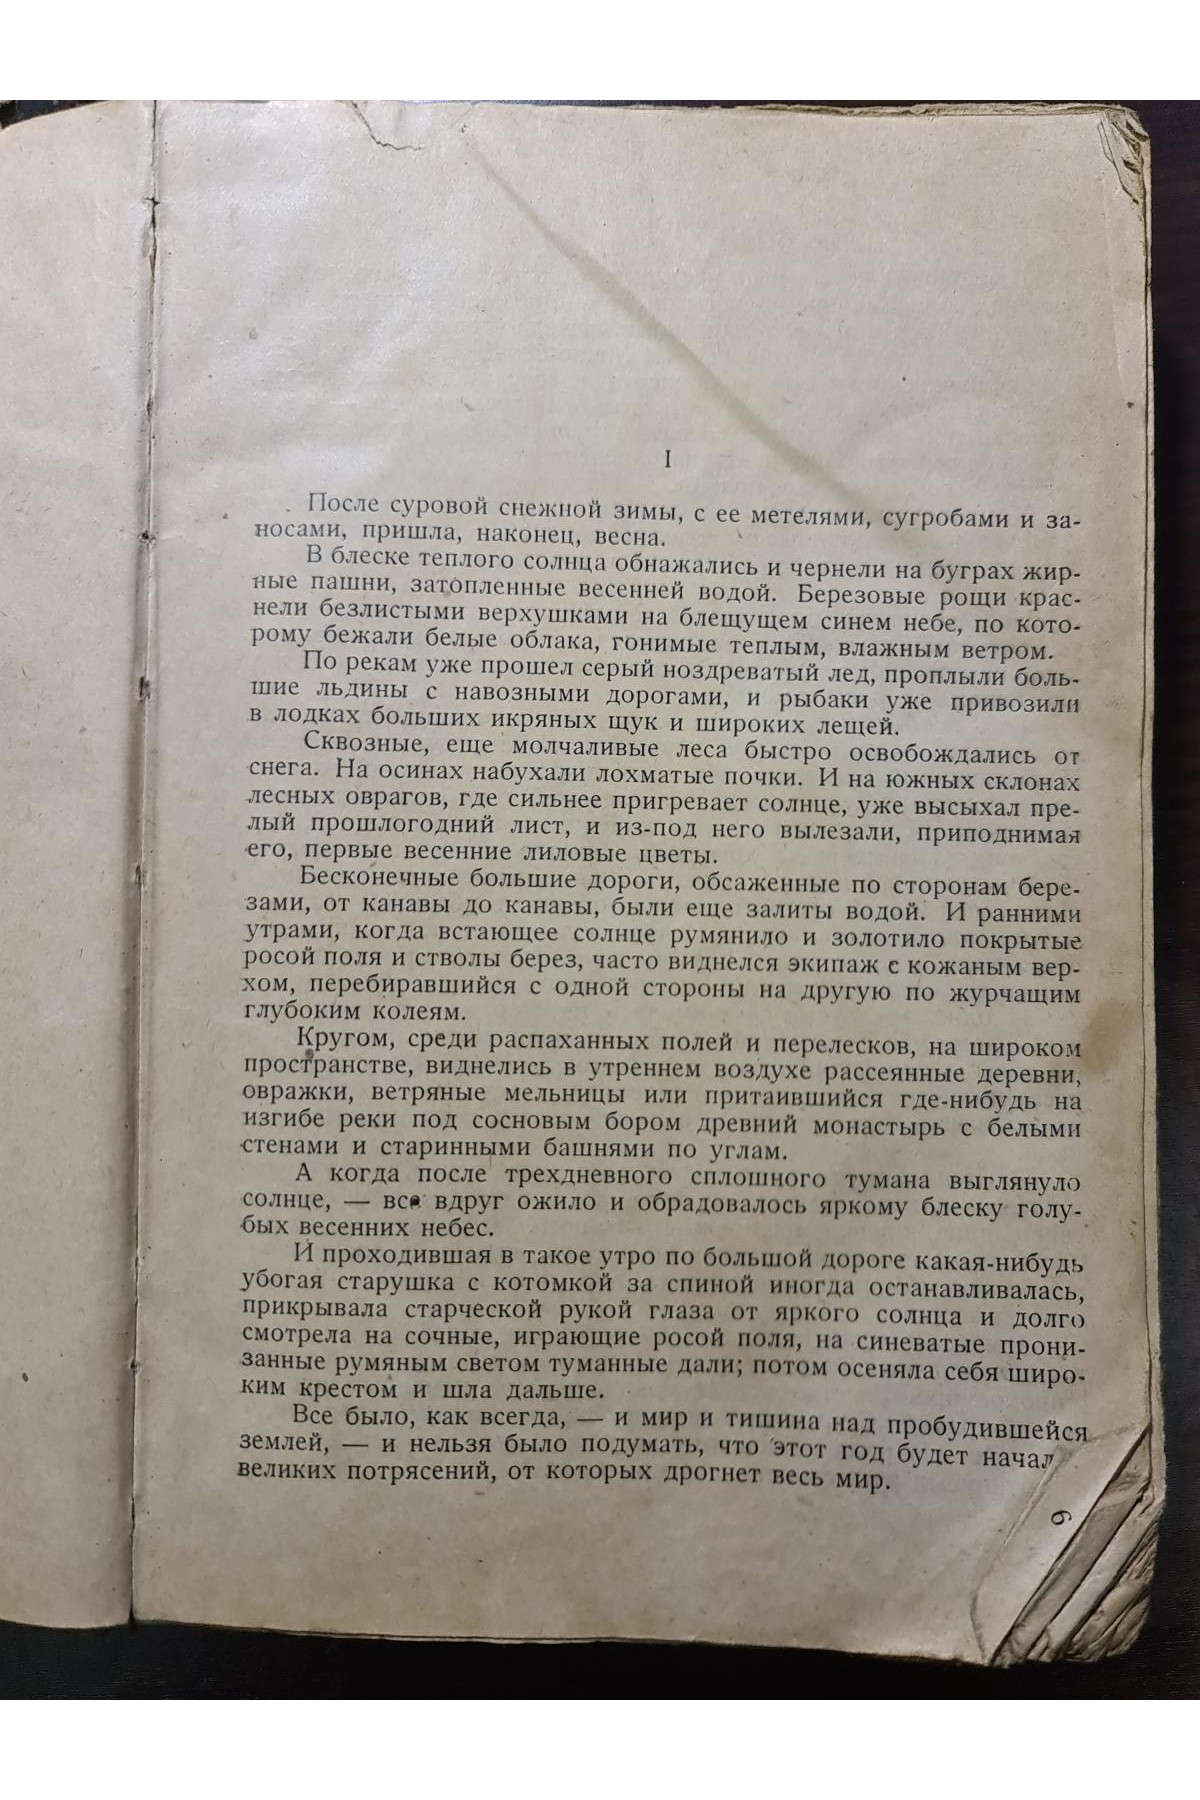 I
После суровой снежной зимы, с ее метелями, сугробами и за-
носами, пришла, наконец, весна.
В блеске теплого солнца обнажались и чернели на буграх жир-
ные пашни, затопленные весенней водой. Березовые рощи крас-
нели безлистыми верхушками на блещущем синем небе, по кото-
рому бежали белые облака, гонимые теплым, влажным ветром.
По рекам уже прошел серый ноздреватый лед, проплыли боль-
шие льдины с навозными дорогами, и рыбаки уже привозили
в лодках больших икряных щук и широких лещей.
Сквозные, еще молчаливые леса быстро освобождались от
снега. На осинах набухали лохматые почки. И на южных склонах
лесных оврагов, где сильнее пригревает солнце, уже высыхал пре-
лый прошлогодний лист, и из-под него вылезали, приподнимая
его, первые весенние лиловые цветы.
Бесконечные большие дороги, обсаженные по сторонам бере-
зами, от канавы до канавы, были еще залиты водой. И ранними
утрами, когда встающее солнце румянило и золотило покрытые
росой поля и стволы берез, часто виднелся экипаж с кожаным вер-
хом, перебиравшийся с одной стороны на другую по журчащим
глубоким колеям.
Кругом, среди распаханных полей и перелесков, на широком
пространстве, виднелись в утреннем воздухе рассеянные деревни,
овражки, ветряные мельницы или притаившийся где-нибудь на
изгибе реки под сосновым бором древний монастырь с белыми
стенами и старинными башнями по углам.
А когда после трехдневного сплошного тумана выглянуло
солнце, — все вдруг ожило и обрадовалось яркому блеску голу-
бых весенних небес.
И проходившая в такое утро по большой дороге какая-нибудь
убогая старушка с котомкой за спиной иногда останавливалась,
прикрывала старческой рукой глаза от яркого солнца и долго
смотрела на сочные, играющие росой поля, на синеватые прони-
занные румяным светом туманные дали; потом осеняла себя широ-
ким крестом и шла дальше.
Все было, как всегда, — и мир и тишина над пробудившейся
землей, — и нельзя было подумать, что этот год будет начал
великих потрясений, от которых дрогнет весь мир.
6